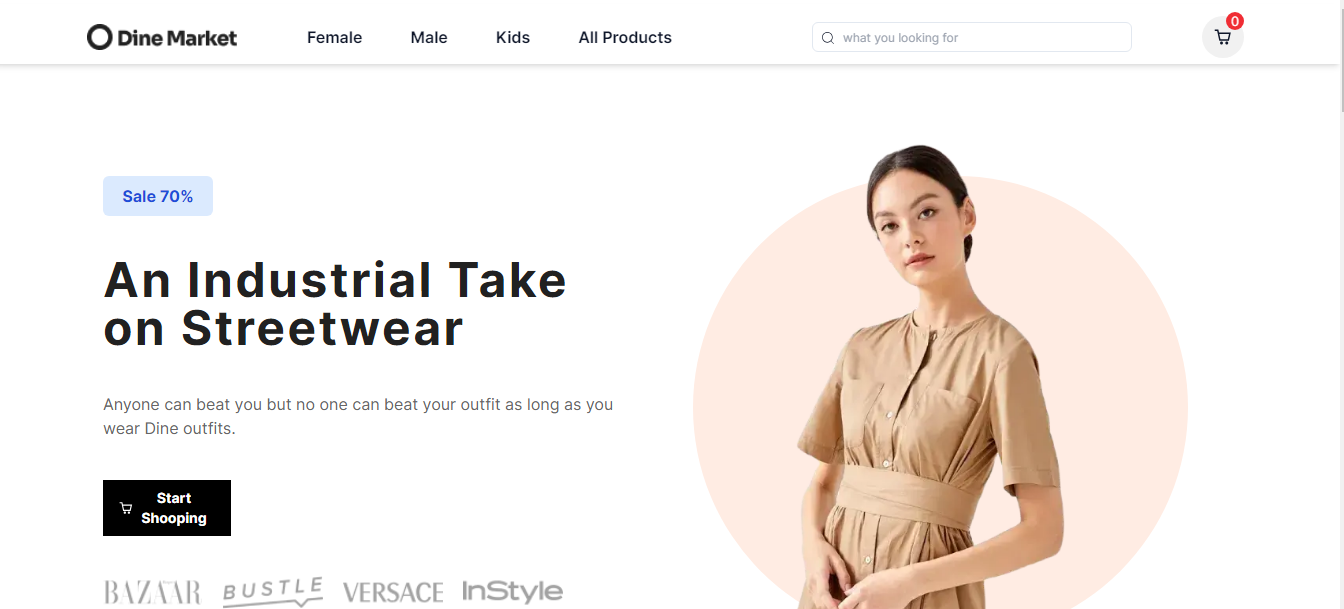 Dine Market
Female
Male
Kids
All Products
what you looking for
0
Sale 70%
An Industrial Take
on Streetwear
Anyone can beat you but no one can beat your outfit as long as you
wear Dine outfits.
Start
Shooping
BAZAAR
BUSTLE
VERSACE
InStyle